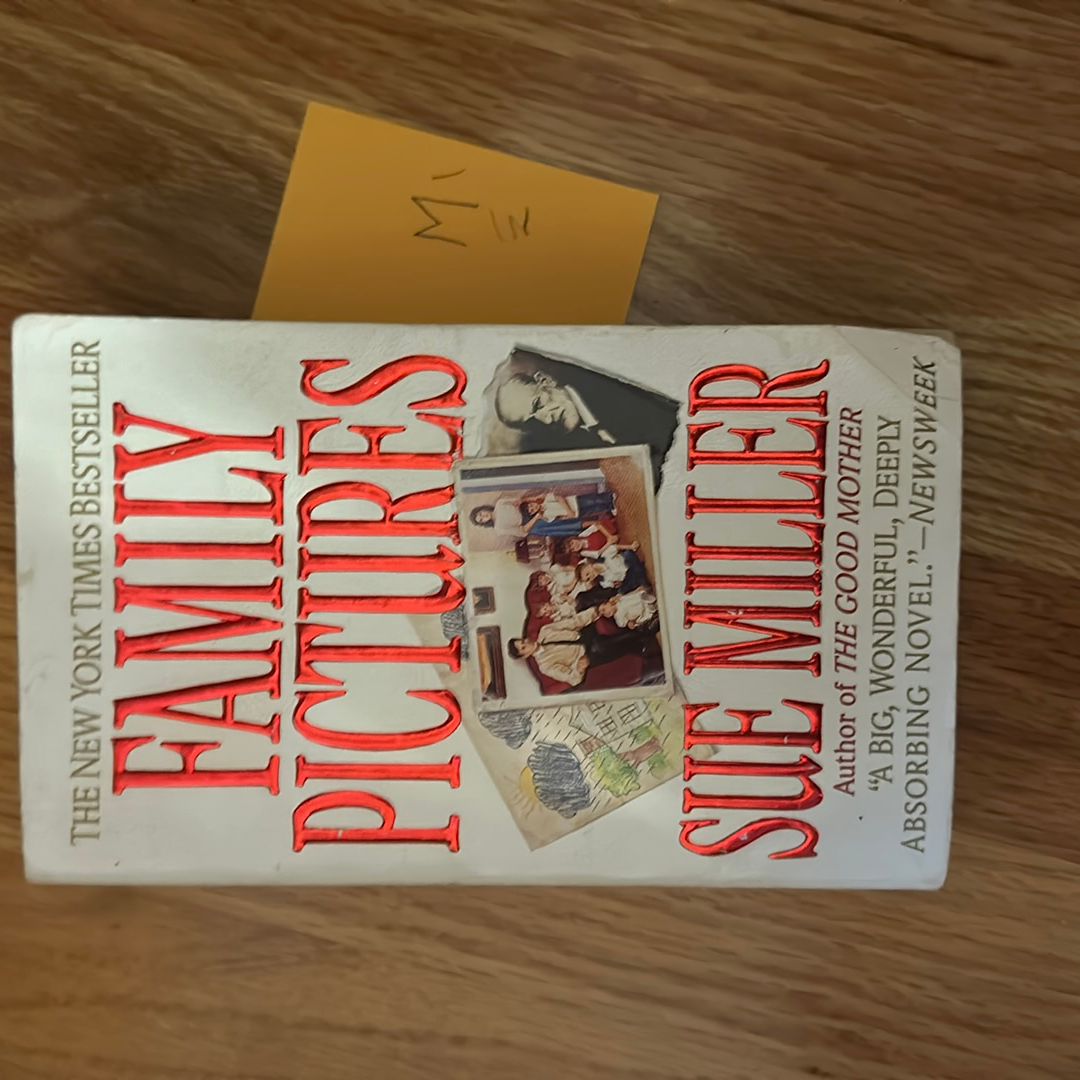 THE NEW YORK TIMES BESTSELLER
FAMILY
PICTURES
SUE MILLER
Author of THE GOOD MOTHER
“A BIG, WONDERFUL, DEEPLY
ABSORBING NOVEL.”—NEWSWEEK